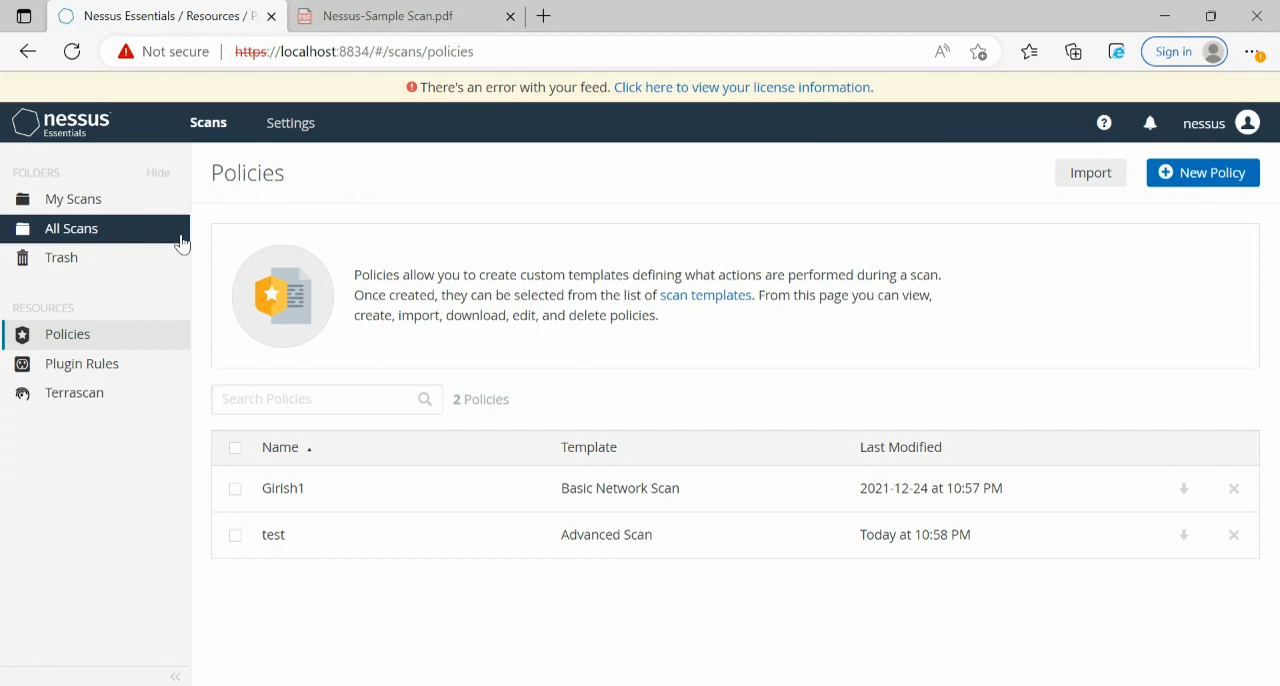 Nessus Essentials / Resources / P
Nessus-Sample Scan.pdf
Not secure
https://localhost:8834/#/scans/policies
Sign in
There's an error with your feed. Click here to view your license information.
nessus
Essentials
Scans
Settings
nessus
FOLDERS
Hide
My Scans
All Scans
Trash
RESOURCES
Policies
Plugin Rules
Terrascan
Policies
Import
New Policy
Policies allow you to create custom templates defining what actions are performed during a scan.
Once created, they can be selected from the list of scan templates. From this page you can view,
create, import, download, edit, and delete policies.
Search Policies
2 Policies
Name Template Last Modified
Girish1 Basic Network Scan 2021-12-24 at 10:57 PM
test Advanced Scan Today at 10:58 PM